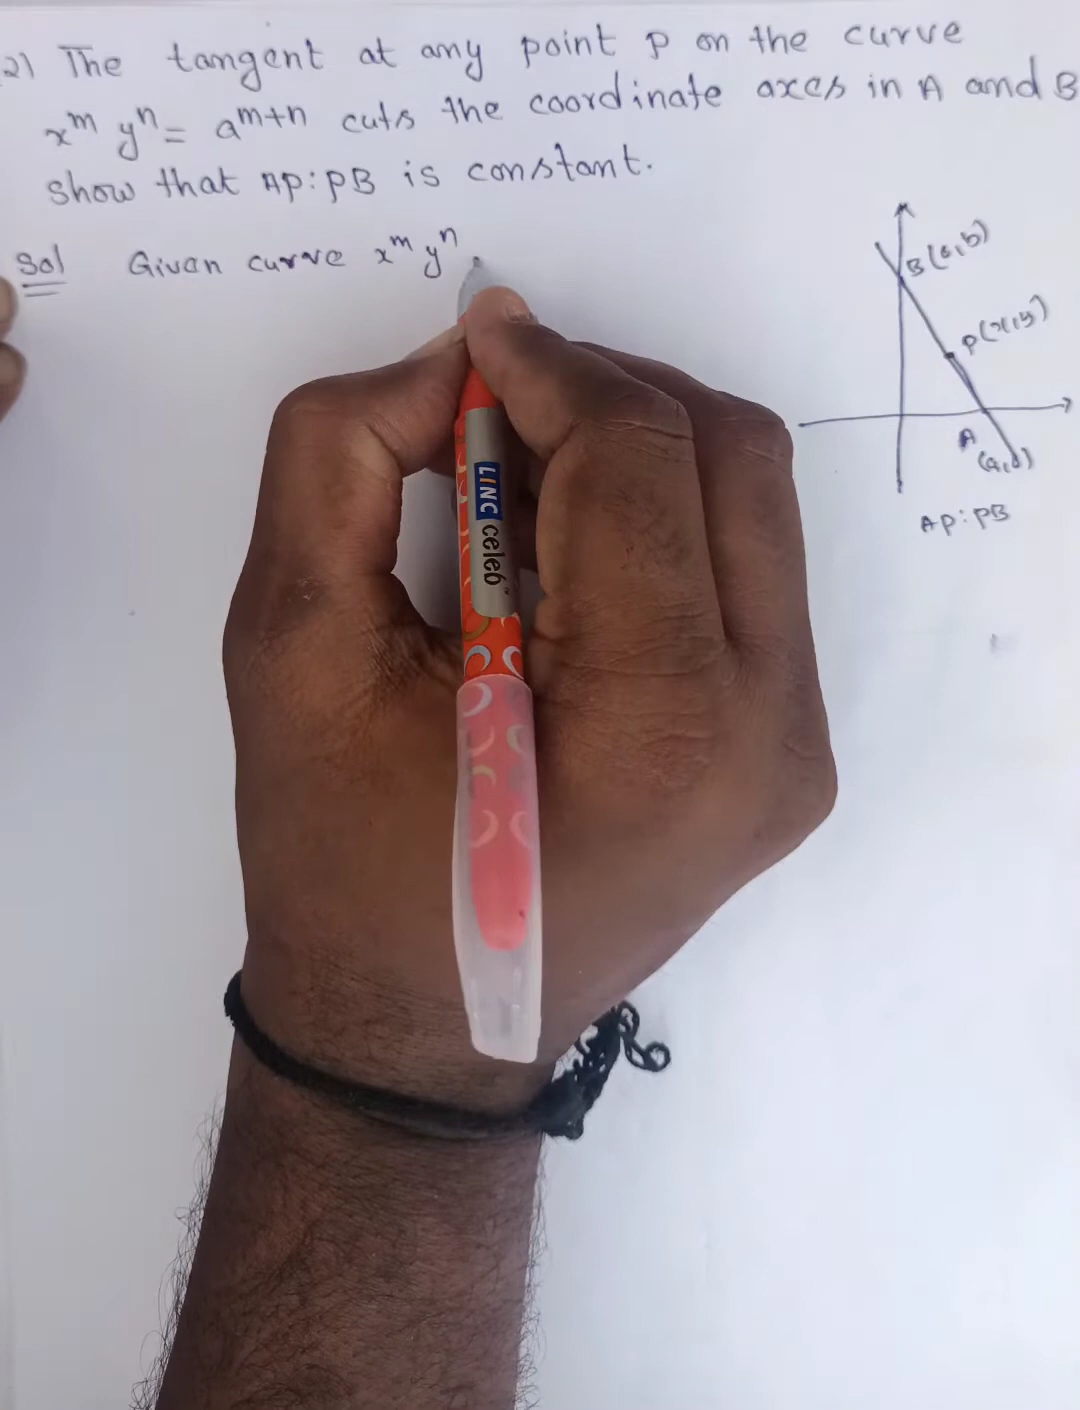 2) The tangent at any point P on the curve
x^m y^n = a^{m+n} cuts the coordinate axes in A and B
show that AP:PB is constant.
Sol Given curve x^m y^n
B(0,b)
P(x,y)
A
(a,0)
AP:PB
LINC celeb™